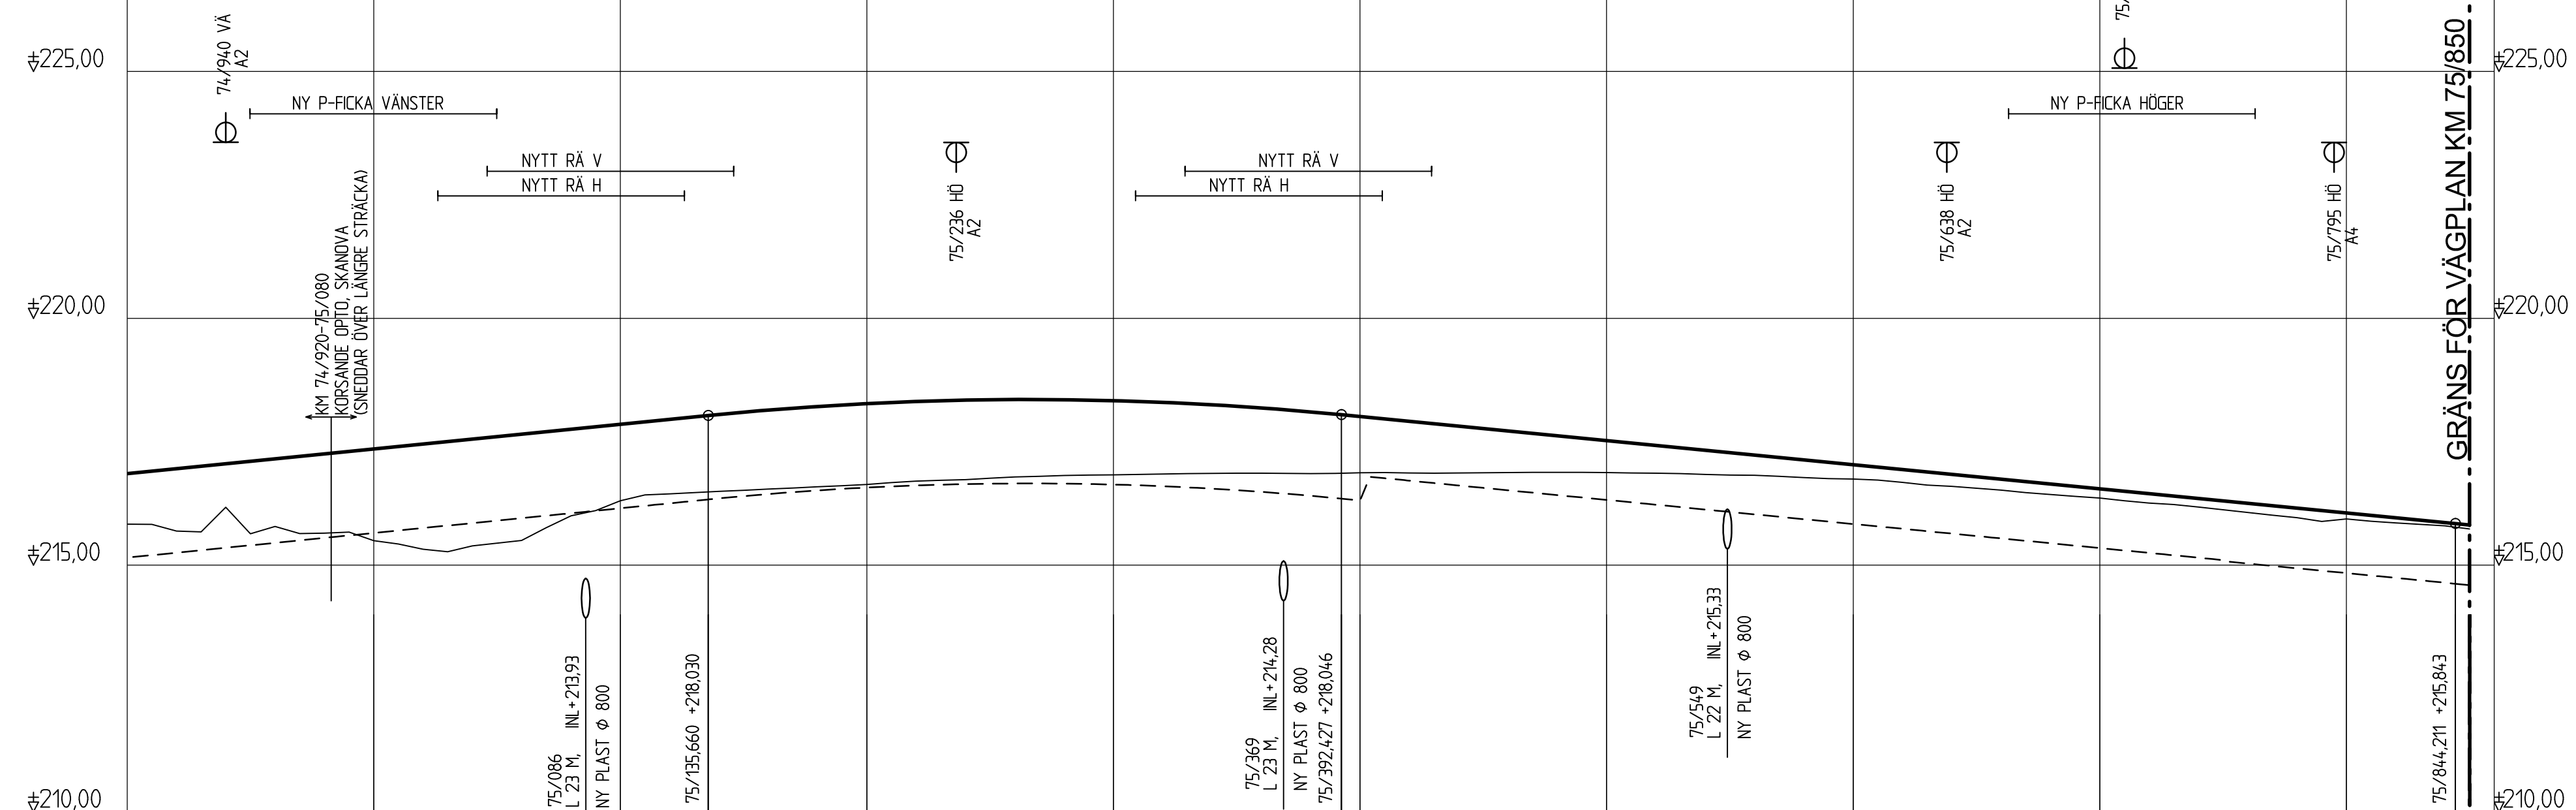 ±225,00
74/940 VÄ
A2
NY P-FICKA VÄNSTER
NYTT RÄ V
NYTT RÄ H
75/236 HÖ
A2
NYTT RÄ V
NYTT RÄ H
75/
NY P-FICKA HÖGER
75/638 HÖ
A2
75/795 HÖ
A4
GRÄNS FÖR VÄGPLAN KM 75/850
±225,00
±220,00
KM 74/920-75/080
KORSANDE OPTO, SKANOVA
(SNEDDAR ÖVER LÄNGRE STRÄCKA)
±220,00
±215,00
±215,00
75/086
L 23 M, INL+213,93
NY PLAST Ø 800
75/135,660 +218,030
75/369
L 23 M, INL+214,28
NY PLAST Ø 800
75/392,427 +218,046
75/549
L 22 M, INL+215,33
NY PLAST Ø 800
75/844,211 +215,843
±210,00
±210,00